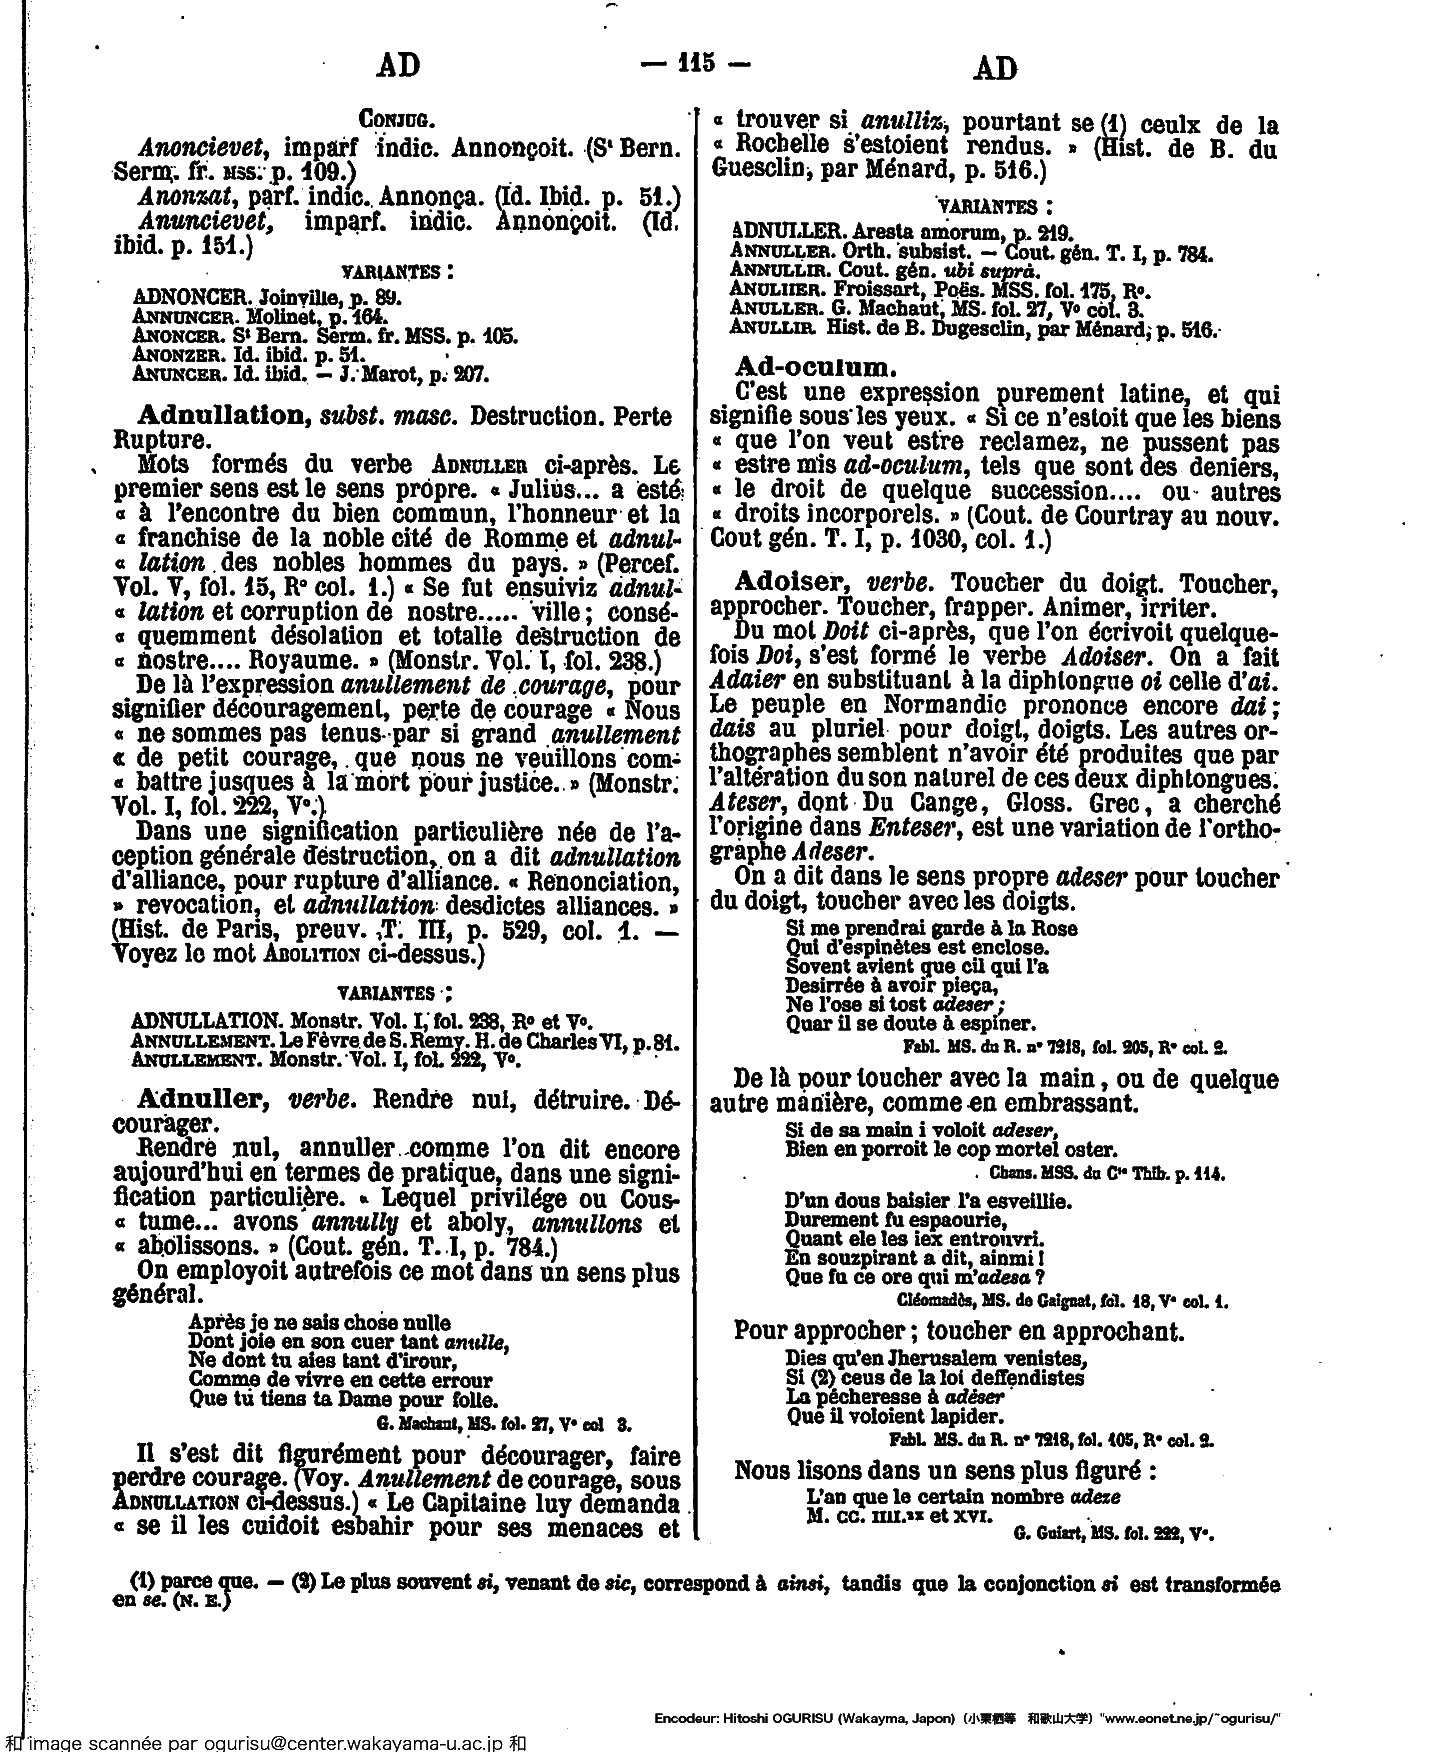 AD
— 115 —
AD
CONJUG.
Anoncievet, imparf indic. Annonçoit. (St Bern.
Serm. fr. MSS. p. 109.)
Anonzat, parf. indic. Annonça. (Id. Ibid. p. 51.)
Anuncievet, imparf. indic. Annonçoit. (Id.
ibid. p. 151.)
VARIANTES :
ADNONCER. Joinville, p. 89.
ANNUNCER. Molinet, p. 164.
ANONCER. St Bern. Serm. fr. MSS. p. 105.
ANONZER. Id. ibid. p. 51.
ANUNCER. Id. ibid. — J. Marot, p. 207.
Adnullation, subst. masc. Destruction. Perte
Rupture.
Mots formés du verbe ADNULLER ci-après. Le
premier sens est le sens propre. « Julius... a esté
« à l'encontre du bien commun, l'honneur et la
« franchise de la noble cité de Romme et adnul-
« lation des nobles hommes du pays. » (Percef.
Vol. V, fol. 15, Ro col. 1.) « Se fut ensuiviz adnul-
« lation et corruption de nostre..... ville ; consé-
« quemment désolation et totalle destruction de
« nostre.... Royaume. » (Monstr. Vol. I, fol. 238.)
De là l'expression anullement de courage, pour
signifier découragement, perte de courage « Nous
« ne sommes pas tenus par si grand anullement
« de petit courage, que nous ne veuillons com-
« battre jusques à la mort pour justice. » (Monstr.
Vol. I, fol. 222, Vo.)
Dans une signification particulière née de l'a-
ception générale destruction, on a dit adnullation
d'alliance, pour rupture d'alliance. « Renonciation,
» revocation, et adnullation desdictes alliances. »
(Hist. de Paris, preuv. T. III, p. 529, col. 1. —
Voyez le mot ABOLITION ci-dessus.)
VARIANTES :
ADNULLATION. Monstr. Vol. I, fol. 238, Ro et Vo.
ANNULLEMENT. Le Fèvre de S. Remy. H. de Charles VI, p. 81.
ANULLEMENT. Monstr. Vol. I, fol. 222, Vo.
Adnuller, verbe. Rendre nul, détruire. Dé-
courager.
Rendre nul, annuller comme l'on dit encore
aujourd'hui en termes de pratique, dans une signi-
fication particulière. « Lequel privilége ou Cous-
« tume... avons annully et aboly, annullons et
« abolissons. » (Cout. gén. T. I, p. 784.)
On employoit autrefois ce mot dans un sens plus
général.
Après je ne sais chose nulle
Dont joie en son cuer tant anulle,
Ne dont tu aies tant d'irour,
Comme de vivre en cette errour
Que tu tiens ta Dame pour folle.
G. Machaut, MS. fol. 27, Vo col 3.
Il s'est dit figurément pour décourager, faire
perdre courage. (Voy. Anullement de courage, sous
ADNULLATION ci-dessus.) « Le Capitaine luy demanda
« se il les cuidoit esbahir pour ses menaces et
« trouver si anulliz, pourtant se (1) ceulx de la
« Rochelle s'estoient rendus. » (Hist. de B. du
Guesclin, par Ménard, p. 516.)
VARIANTES :
ADNULLER. Aresta amorum, p. 219.
ANNULLER. Orth. subsist. — Cout. gén. T. I, p. 784.
ANNULLIR. Cout. gén. ubi suprà.
ANULIIER. Froissart, Poës. MSS. fol. 175, Ro.
ANULLER. G. Machaut, MS. fol. 27, Vo col. 3.
ANULLIR Hist. de B. Dugesclin, par Ménard, p. 516.
Ad-oculum.
C'est une expression purement latine, et qui
signifie sous les yeux. « Si ce n'estoit que les biens
« que l'on veut estre reclamez, ne pussent pas
« estre mis ad-oculum, tels que sont des deniers,
« le droit de quelque succession.... ou autres
« droits incorporels. » (Cout. de Courtray au nouv.
Cout gén. T. I, p. 1030, col. 1.)
Adoiser, verbe. Toucher du doigt. Toucher,
approcher. Toucher, frapper. Animer, irriter.
Du mot Doit ci-après, que l'on écrivoit quelque-
fois Doi, s'est formé le verbe Adoiser. On a fait
Adaier en substituant à la diphtongue oi celle d'ai.
Le peuple en Normandie prononce encore dai ;
dais au pluriel pour doigt, doigts. Les autres or-
thographes semblent n'avoir été produites que par
l'altération du son naturel de ces deux diphtongues.
Ateser, dont Du Cange, Gloss. Grec, a cherché
l'origine dans Enteser, est une variation de l'ortho-
graphe Adeser.
On a dit dans le sens propre adeser pour toucher
du doigt, toucher avec les doigts.
Si me prendrai garde à la Rose
Qui d'espinètes est enclose.
Sovent avient que cil qui l'a
Desirrée à avoir pieça,
Ne l'ose si tost adeser ;
Quar il se doute à espiner.
Fabl. MS. du R. no 7218, fol. 205, Ro col. 2.
De là pour toucher avec la main, ou de quelque
autre manière, comme en embrassant.
Si de sa main i voloit adeser,
Bien en porroit le cop mortel oster.
Chans. MSS. du Cte Thib. p. 114.
D'un dous baisier l'a esveillie.
Durement fu espaourie,
Quant ele les iex entrouvri.
En souzpirant a dit, ainmi !
Que fu ce ore qui m'adesa ?
Cléomadès, MS. de Gaignat, fol. 18, Vo col. 1.
Pour approcher ; toucher en approchant.
Dies qu'en Jherusalem venistes,
Si (2) ceus de la loi deffendistes
La pécheresse à adéser
Que il voloient lapider.
Fabl. MS. du R. no 7218, fol. 105, Ro col. 2.
Nous lisons dans un sens plus figuré :
L'an que le certain nombre adeze
M. CC. IIII.xx et XVI.
G. Guiart, MS. fol. 222, Vo.
(1) parce que. — (2) Le plus souvent si, venant de sic, correspond à ainsi, tandis que la conjonction si est transformée
en se. (N. E.)
Encodeur: Hitoshi OGURISU (Wakayma, Japon) (小栗栖等 和歌山大学) "www.eonet.ne.jp/~ogurisu/"
和 image scannée par ogurisu@center.wakayama-u.ac.jp 和